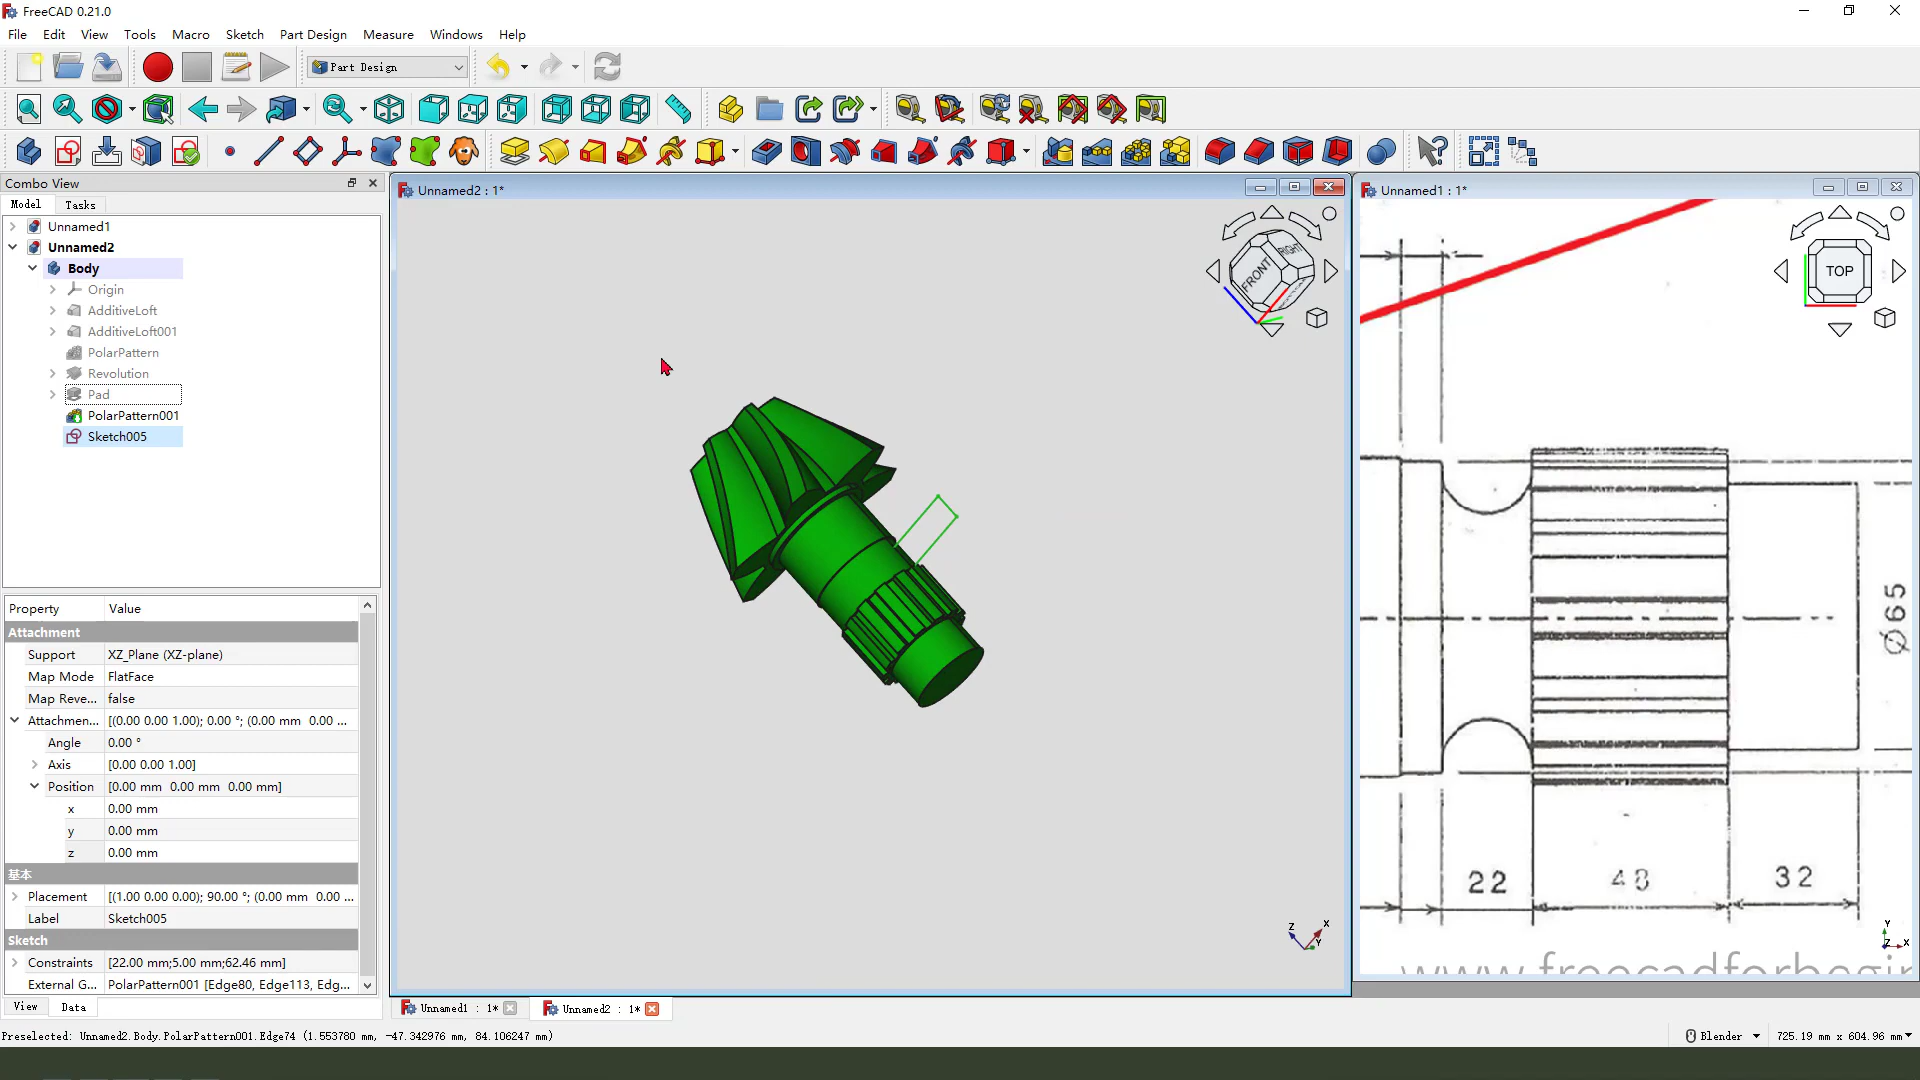 FreeCAD 0.21.0
File Edit View Tools Macro Sketch Part Design Measure Windows Help
Part Design
Combo View
Model Tasks
Unnamed1
Unnamed2
Body
Origin
AdditiveLoft
AdditiveLoft001
PolarPattern
Revolution
Pad
PolarPattern001
Sketch005
Property Value
Attachment
Support XZ_Plane (XZ-plane)
Map Mode FlatFace
Map Reve... false
Attachmen... [(0.00 0.00 1.00); 0.00 °; (0.00 mm 0.00 ...
Angle 0.00 °
Axis [0.00 0.00 1.00]
Position [0.00 mm 0.00 mm 0.00 mm]
x 0.00 mm
y 0.00 mm
z 0.00 mm
基本
Placement [(1.00 0.00 0.00); 90.00 °; (0.00 mm 0.00 ...
Label Sketch005
Sketch
Constraints [22.00 mm;5.00 mm;62.46 mm]
External G... PolarPattern001 [Edge80, Edge113, Edg...
View Data
Unnamed2 : 1*
FRONT
RIGHT
Z X
Y
Unnamed1 : 1*
TOP
Ø65
22 48 32
Y
Z X
www.freecadforbegin
Unnamed1 : 1* Unnamed2 : 1*
Preselected: Unnamed2.Body.PolarPattern001.Edge74 (1.553780 mm, -47.342976 mm, 84.106247 mm)
Blender 725.19 mm x 604.96 mm